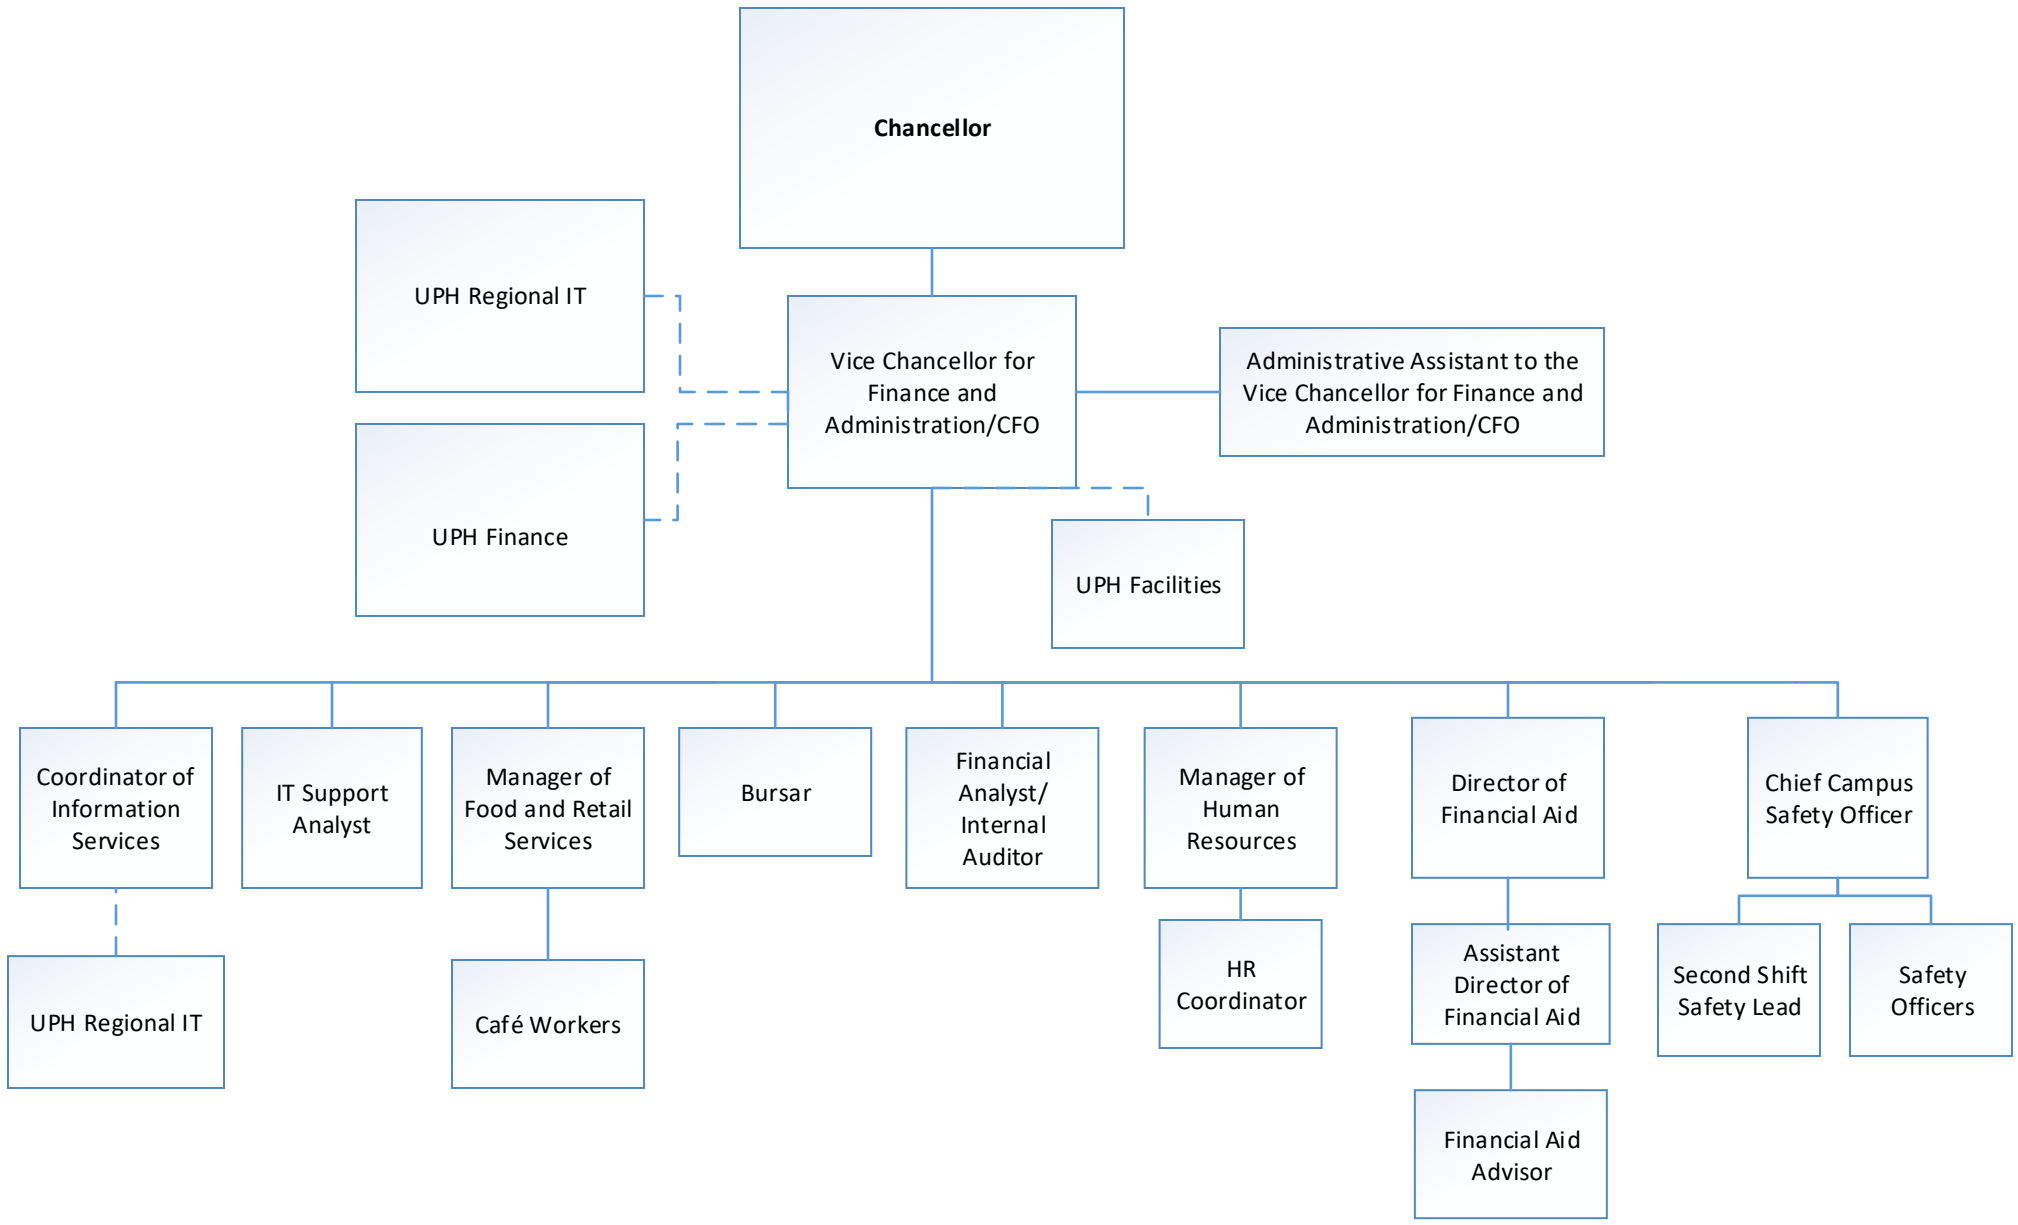 Chancellor
UPH Regional IT
Vice Chancellor for
Finance and
Administration/CFO
Administrative Assistant to the
Vice Chancellor for Finance and
Administration/CFO
UPH Finance
UPH Facilities
Coordinator of
Information
Services
IT Support
Analyst
Manager of
Food and Retail
Services
Bursar
Financial
Analyst/
Internal
Auditor
Manager of
Human
Resources
Director of
Financial Aid
Chief Campus
Safety Officer
UPH Regional IT
Café Workers
HR
Coordinator
Assistant
Director of
Financial Aid
Second Shift
Safety Lead
Safety
Officers
Financial Aid
Advisor